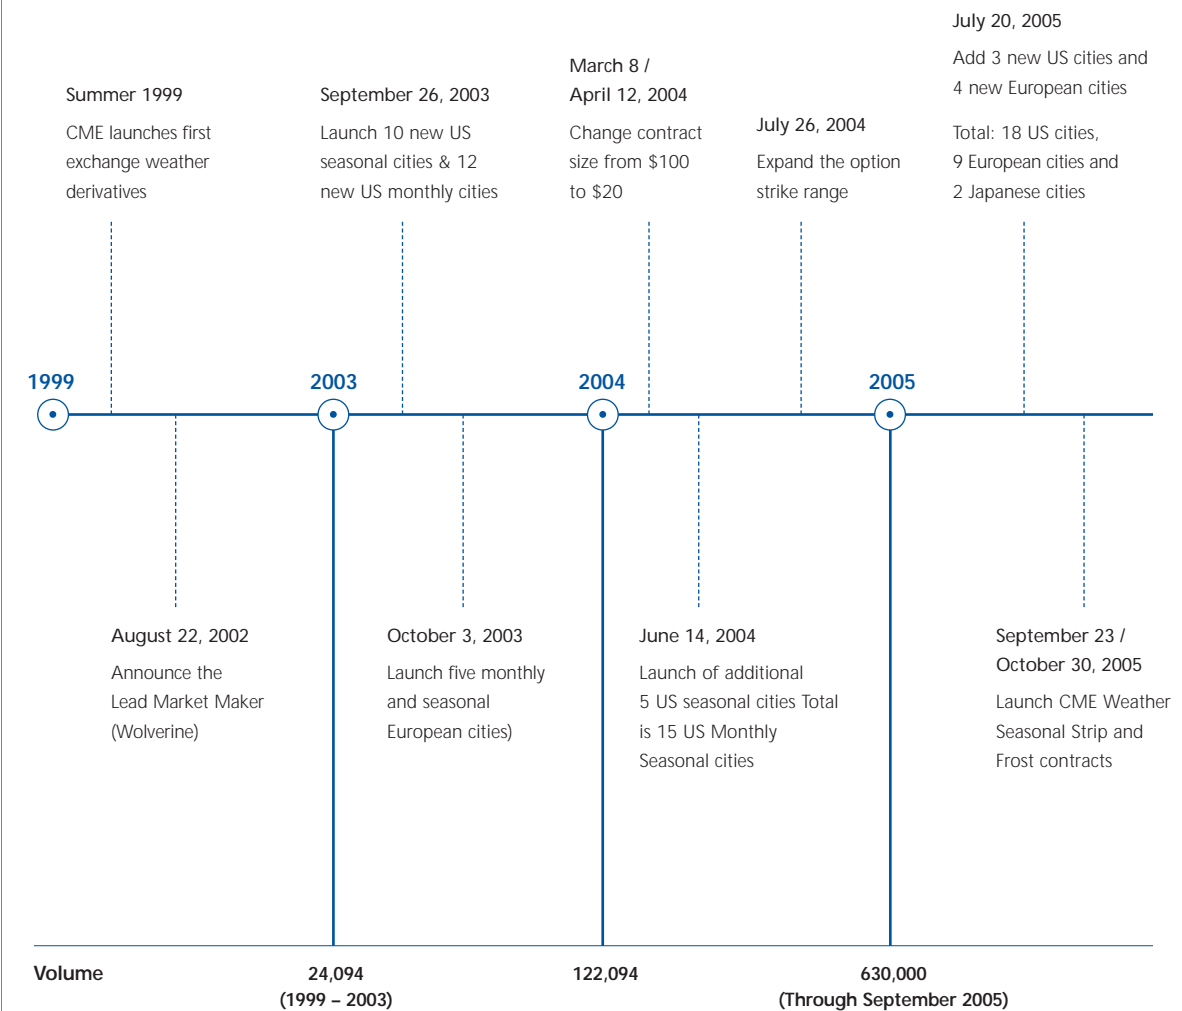 July 20, 2005
Add 3 new US cities and
4 new European cities
Total: 18 US cities,
9 European cities and
2 Japanese cities
March 8 /
April 12, 2004
Change contract
size from $100
to $20
Summer 1999
CME launches first
exchange weather
derivatives
September 26, 2003
Launch 10 new US
seasonal cities & 12
new US monthly cities
July 26, 2004
Expand the option
strike range
1999
2003
2004
2005
August 22, 2002
Announce the
Lead Market Maker
(Wolverine)
October 3, 2003
Launch five monthly
and seasonal
European cities)
June 14, 2004
Launch of additional
5 US seasonal cities Total
is 15 US Monthly
Seasonal cities
September 23 /
October 30, 2005
Launch CME Weather
Seasonal Strip and
Frost contracts
Volume
24,094
(1999 – 2003)
122,094
630,000
(Through September 2005)